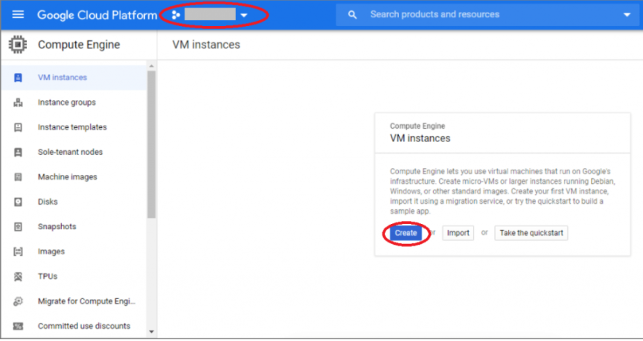 Google Cloud Platform
Search products and resources
Compute Engine
VM instances
VM instances
Instance groups
Instance templates
Sole-tenant nodes
Machine images
Disks
Snapshots
Images
TPUs
Migrate for Compute Engi...
Committed use discounts
Compute Engine
VM instances
Compute Engine lets you use virtual machines that run on Google's
infrastructure. Create micro-VMs or larger instances running Debian,
Windows, or other standard images. Create your first VM instance,
import it using a migration service, or try the quickstart to build a
sample app.
Create or Import or Take the quickstart